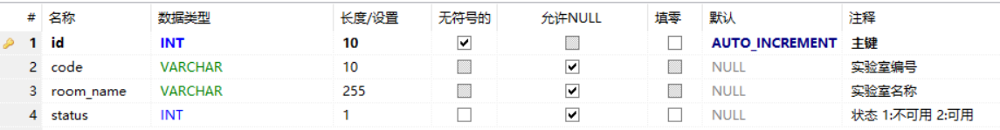 # 名称 数据类型 长度/设置 无符号的 允许NULL 填零 默认 注释
1 id INT 10 AUTO_INCREMENT 主键
2 code VARCHAR 10 NULL 实验室编号
3 room_name VARCHAR 255 NULL 实验室名称
4 status INT 1 NULL 状态 1:不可用 2:可用